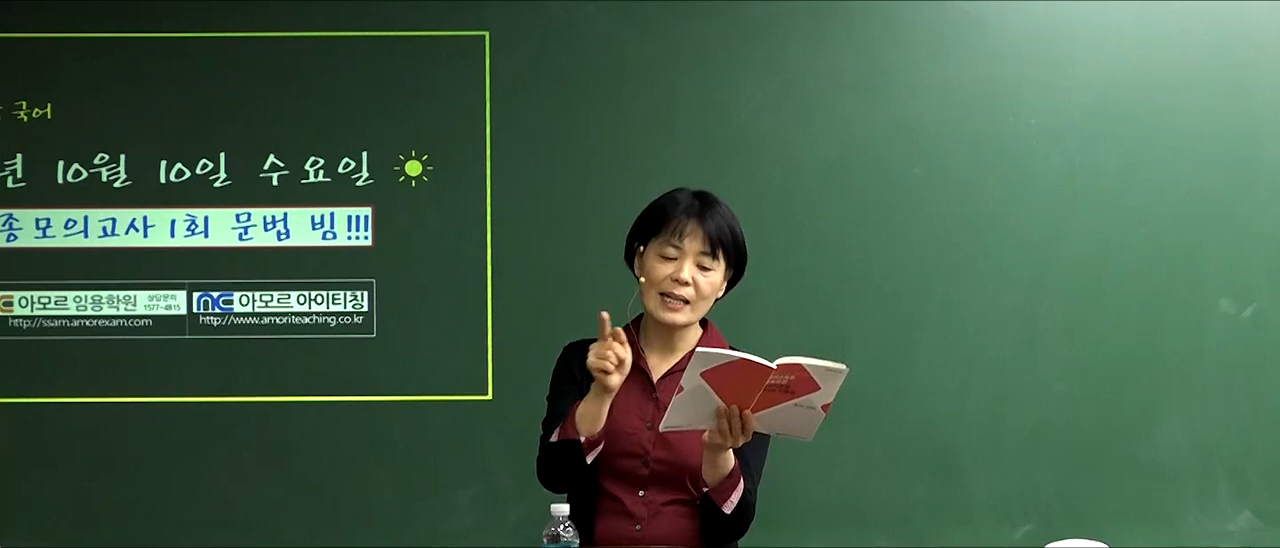 국어
년 10월 10일 수요일
종모의고사 1회 문법 빔!!!
아모르 임용학원 상담문의 1577-4815
http://ssam.amorexam.com
아모르 아이티칭
http://www.amoriteaching.co.kr